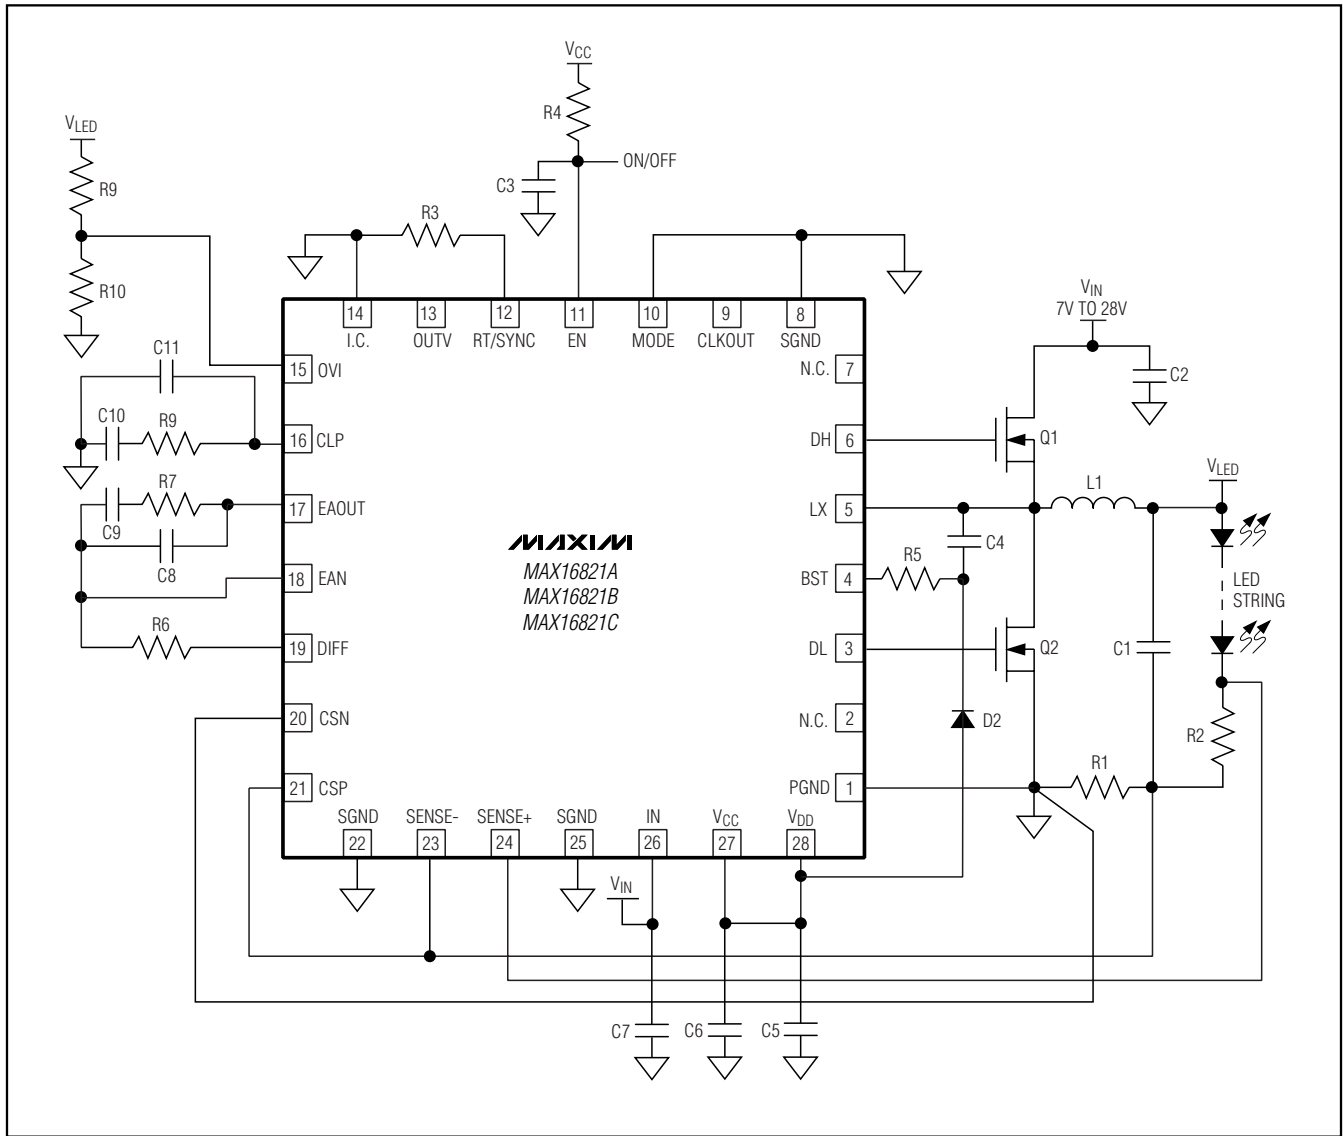 VCC
R4
VLED
ON/OFF
C3
R9
R3
R10
VIN
7V TO 28V
14
13
12
11
10
9
8
I.C.
OUTV
RT/SYNC
EN
MODE
CLKOUT
SGND
C11
15 OVI
N.C. 7
C2
C10
R9
16 CLP
DH 6
Q1
VLED
R7
L1
17 EAOUT
LX 5
C9
C4
MAXIM
C8
R5
MAX16821A
18 EAN
BST 4
LED
STRING
MAX16821B
MAX16821C
R6
19 DIFF
DL 3
Q2
C1
20 CSN
N.C. 2
D2
R2
R1
21 CSP
PGND 1
SGND
SENSE-
SENSE+
SGND
IN
VCC
VDD
22
23
24
25
26
27
28
VIN
C7
C6
C5